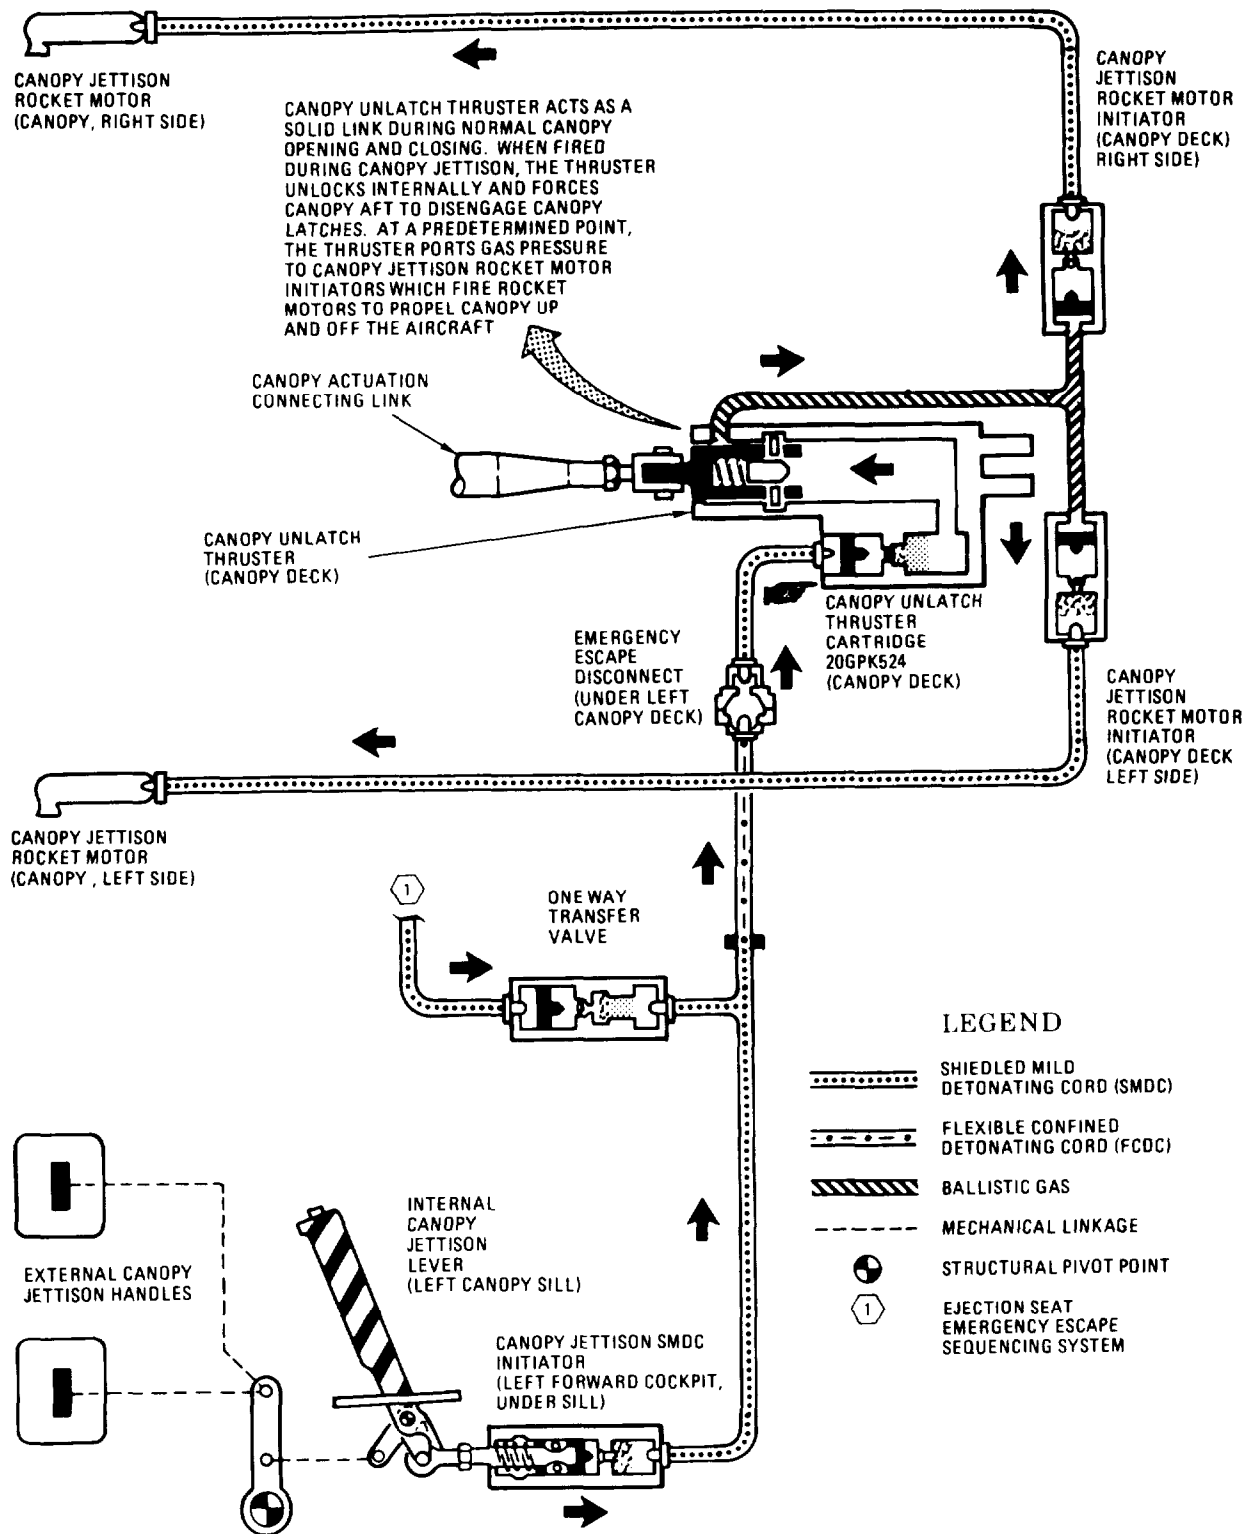 CANOPY JETTISON
ROCKET MOTOR
(CANOPY, RIGHT SIDE)
CANOPY UNLATCH THRUSTER ACTS AS A
SOLID LINK DURING NORMAL CANOPY
OPENING AND CLOSING. WHEN FIRED
DURING CANOPY JETTISON, THE THRUSTER
UNLOCKS INTERNALLY AND FORCES
CANOPY AFT TO DISENGAGE CANOPY
LATCHES. AT A PREDETERMINED POINT,
THE THRUSTER PORTS GAS PRESSURE
TO CANOPY JETTISON ROCKET MOTOR
INITIATORS WHICH FIRE ROCKET
MOTORS TO PROPEL CANOPY UP
AND OFF THE AIRCRAFT
CANOPY
JETTISON
ROCKET MOTOR
INITIATOR
(CANOPY DECK)
RIGHT SIDE)
CANOPY ACTUATION
CONNECTING LINK
CANOPY UNLATCH
THRUSTER
(CANOPY DECK)
CANOPY UNLATCH
THRUSTER
CARTRIDGE
20GPK524
(CANOPY DECK)
EMERGENCY
ESCAPE
DISCONNECT
(UNDER LEFT
CANOPY DECK)
CANOPY
JETTISON
ROCKET MOTOR
INITIATOR
(CANOPY DECK
LEFT SIDE)
CANOPY JETTISON
ROCKET MOTOR
(CANOPY , LEFT SIDE)
1
ONE WAY
TRANSFER
VALVE
LEGEND
SHIEDLED MILD
DETONATING CORD (SMDC)
FLEXIBLE CONFINED
DETONATING CORD (FCDC)
BALLISTIC GAS
MECHANICAL LINKAGE
STRUCTURAL PIVOT POINT
1
EJECTION SEAT
EMERGENCY ESCAPE
SEQUENCING SYSTEM
INTERNAL
CANOPY
JETTISON
LEVER
(LEFT CANOPY SILL)
EXTERNAL CANOPY
JETTISON HANDLES
CANOPY JETTISON SMDC
INITIATOR
(LEFT FORWARD COCKPIT,
UNDER SILL)